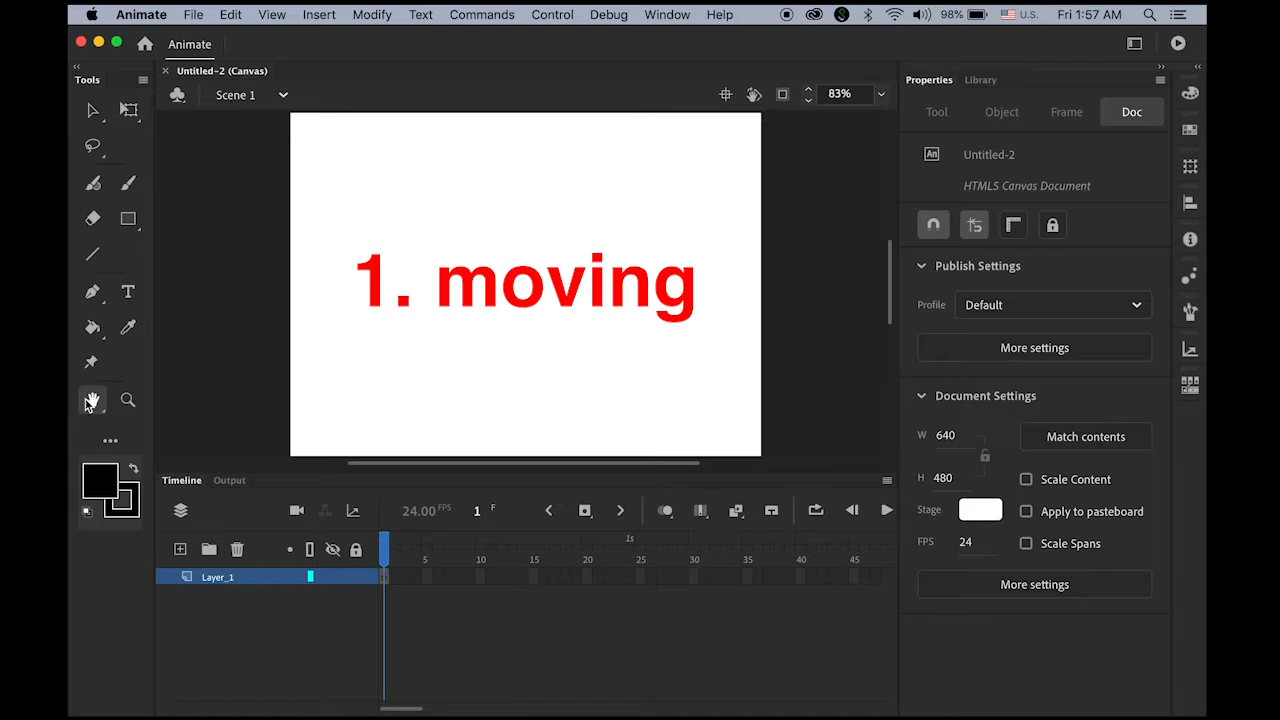 Animate File Edit View Insert Modify Text Commands Control Debug Window Help 98% U.S. Fri 1:57 AM
Animate
Tools
Untitled-2 (Canvas)
Properties Library
Scene 1
83%
Tool Object Frame Doc
An Untitled-2
HTML5 Canvas Document
1. moving
Publish Settings
Profile Default
More settings
Document Settings
W 640 Match contents
H 480 Scale Content
Stage Apply to pasteboard
FPS 24 Scale Spans
More settings
T
Timeline Output
24.00 FPS 1 F
1s
5 10 15 20 25 30 35 40 45
Layer_1